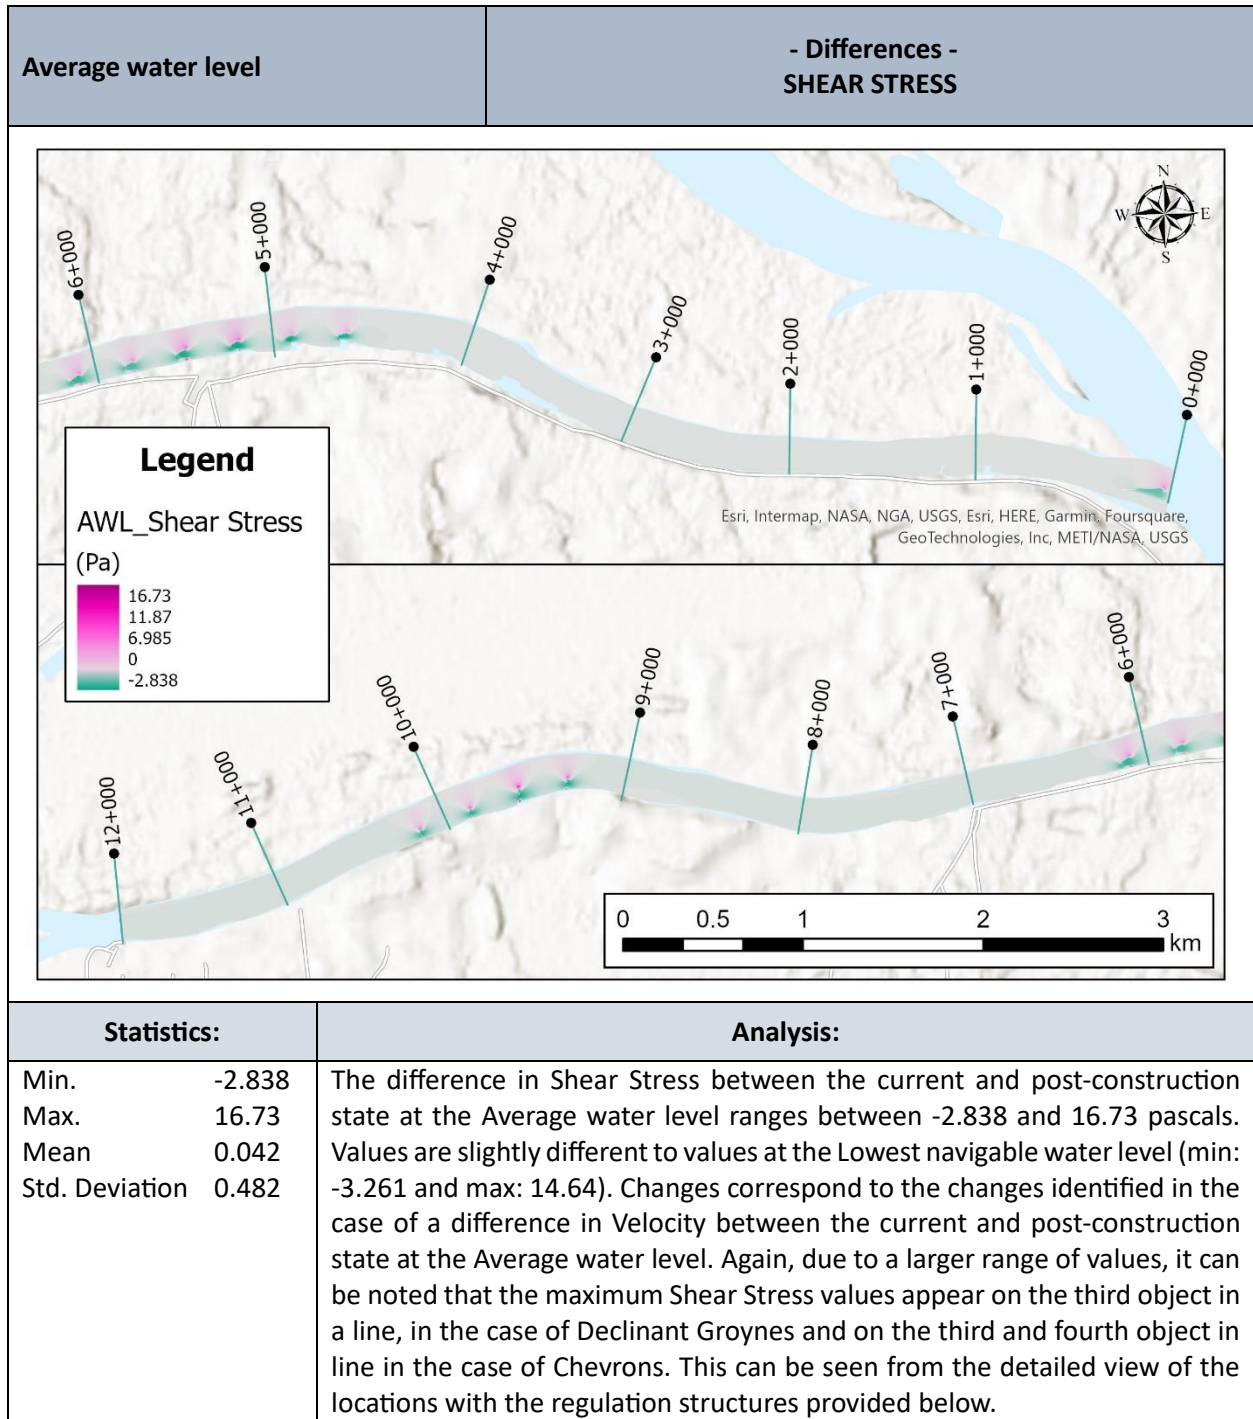 Average water level
- Differences -
SHEAR STRESS
N
W
E
S
6+000
5+000
4+000
3+000
2+000
1+000
0+000
Esri, Intermap, NASA, NGA, USGS, Esri, HERE, Garmin, Foursquare,
GeoTechnologies, Inc, METI/NASA, USGS
Legend
AWL_Shear Stress
(Pa)
16.73
11.87
6.985
0
-2.838
12+000
11+000
10+000
9+000
8+000
7+000
6+000
0 0.5 1 2 3
km
Statistics:
Min. -2.838
Max. 16.73
Mean 0.042
Std. Deviation 0.482
Analysis:
The difference in Shear Stress between the current and post-construction
state at the Average water level ranges between -2.838 and 16.73 pascals.
Values are slightly different to values at the Lowest navigable water level (min:
-3.261 and max: 14.64). Changes correspond to the changes identified in the
case of a difference in Velocity between the current and post-construction
state at the Average water level. Again, due to a larger range of values, it can
be noted that the maximum Shear Stress values appear on the third object in
a line, in the case of Declinant Groynes and on the third and fourth object in
line in the case of Chevrons. This can be seen from the detailed view of the
locations with the regulation structures provided below.